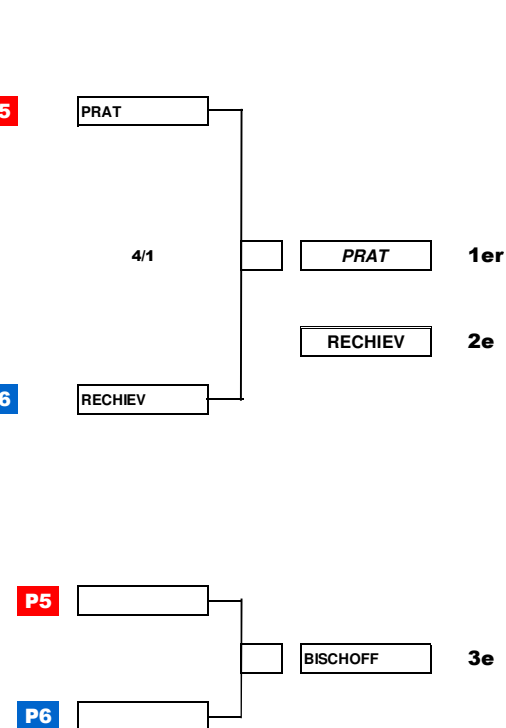 5 PRAT
4/1 PRAT 1er
RECHIEV 2e
6 RECHIEV
P5
BISCHOFF 3e
P6